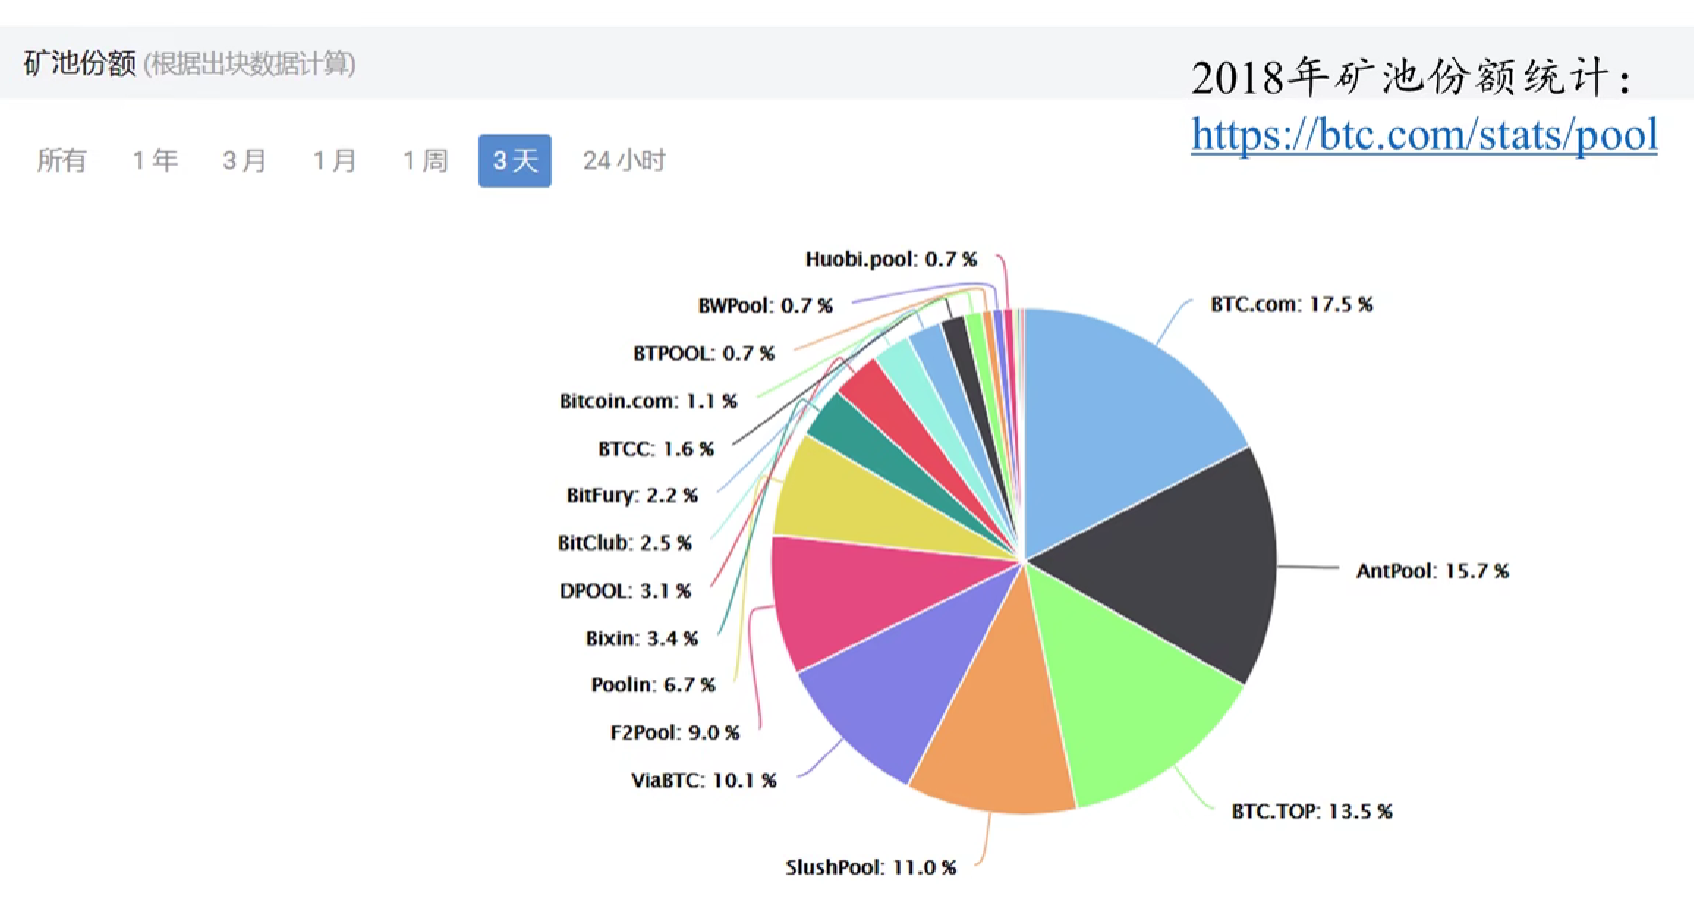 矿池份额 (根据出块数据计算)
2018年矿池份额统计：
https://btc.com/stats/pool
所有 1 年 3 月 1 月 1 周 3 天 24 小时
Huobi.pool: 0.7 %
BWPool: 0.7 %
BTC.com: 17.5 %
BTPOOL: 0.7 %
Bitcoin.com: 1.1 %
BTCC: 1.6 %
BitFury: 2.2 %
BitClub: 2.5 %
AntPool: 15.7 %
DPOOL: 3.1 %
Bixin: 3.4 %
Poolin: 6.7 %
F2Pool: 9.0 %
ViaBTC: 10.1 %
BTC.TOP: 13.5 %
SlushPool: 11.0 %